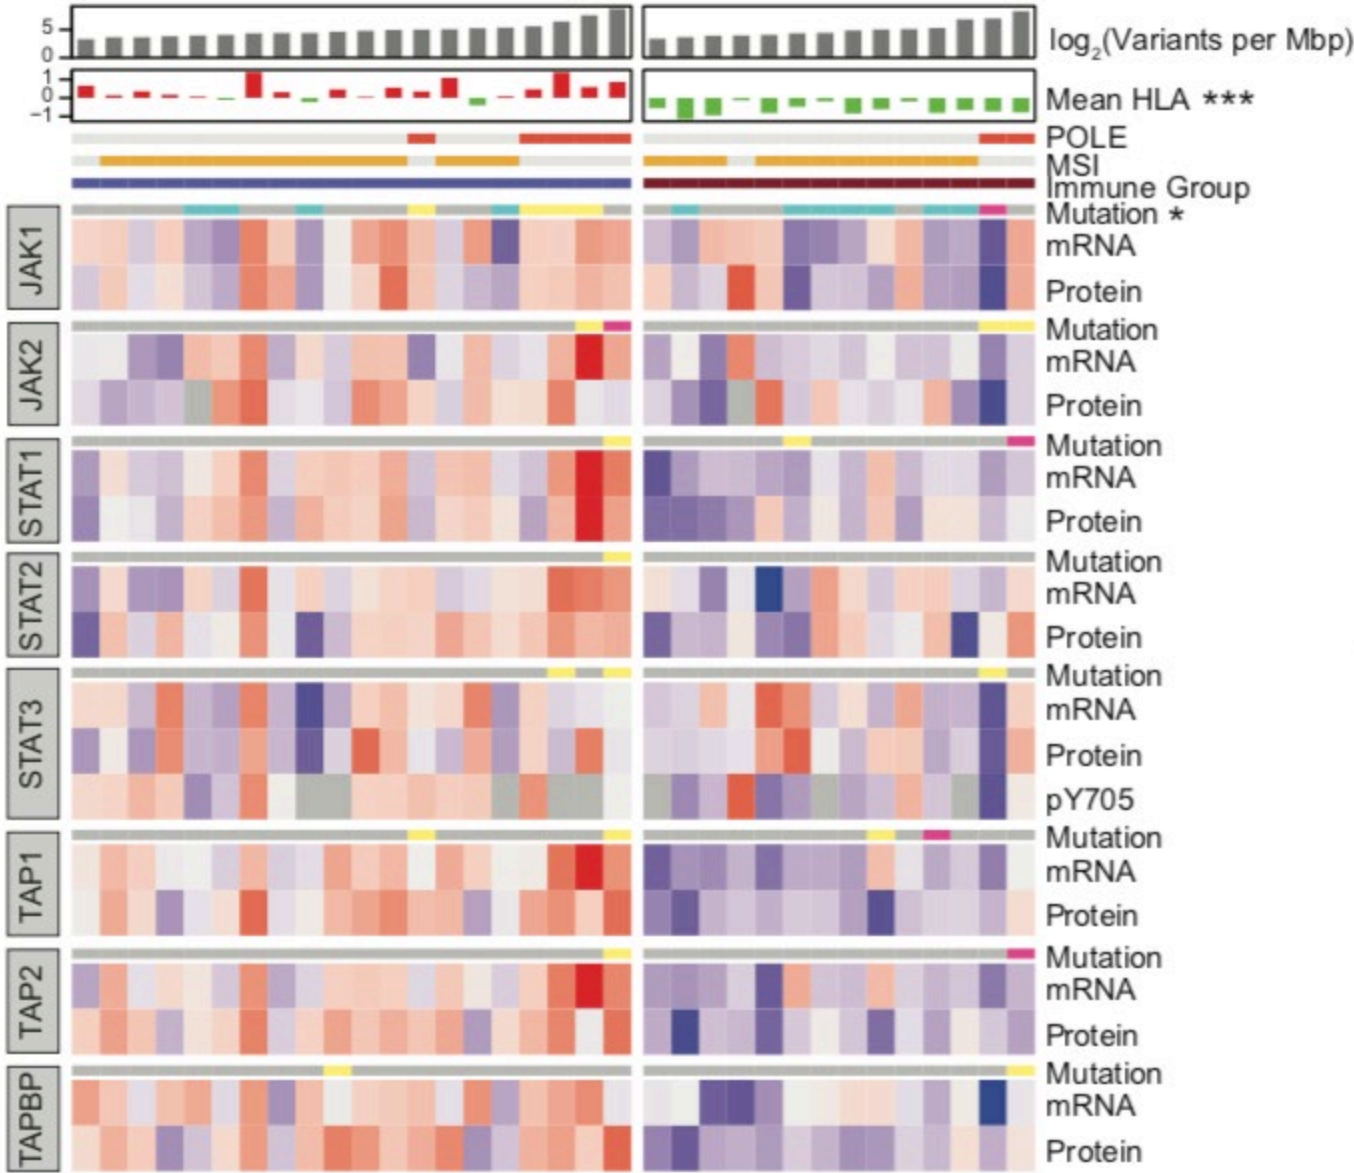 5
0
log2(Variants per Mbp)
1
0
−1
Mean HLA ***
POLE
MSI
Immune Group
JAK1
Mutation *
mRNA
Protein
JAK2
Mutation
mRNA
Protein
STAT1
Mutation
mRNA
Protein
STAT2
Mutation
mRNA
Protein
STAT3
Mutation
mRNA
Protein
pY705
TAP1
Mutation
mRNA
Protein
TAP2
Mutation
mRNA
Protein
TAPBP
Mutation
mRNA
Protein